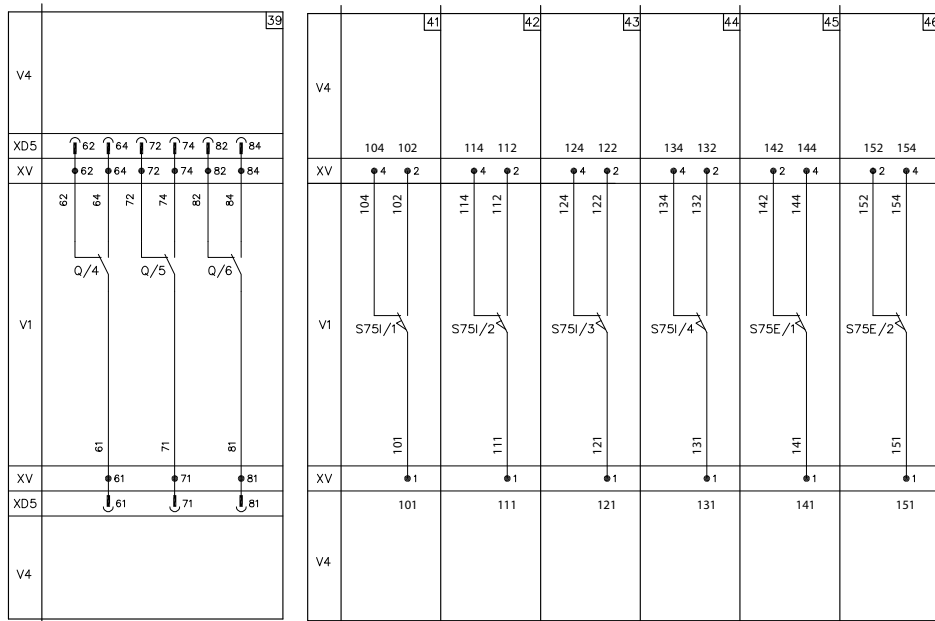 39
V4
XD5 62 64 72 74 82 84
XV 62 64 72 74 82 84
62 64 72 74 82 84
Q/4 Q/5 Q/6
V1
61 71 81
XV 61 71 81
XD5 61 71 81
V4
41 42 43 44 45 46
V4
104 102 114 112 124 122 134 132 142 144 152 154
XV 4 2 4 2 4 2 4 2 2 4 2 4
104 102 114 112 124 122 134 132 142 144 152 154
V1 S75I/1 S75I/2 S75I/3 S75I/4 S75E/1 S75E/2
101 111 121 131 141 151
XV 1 1 1 1 1 1
101 111 121 131 141 151
V4